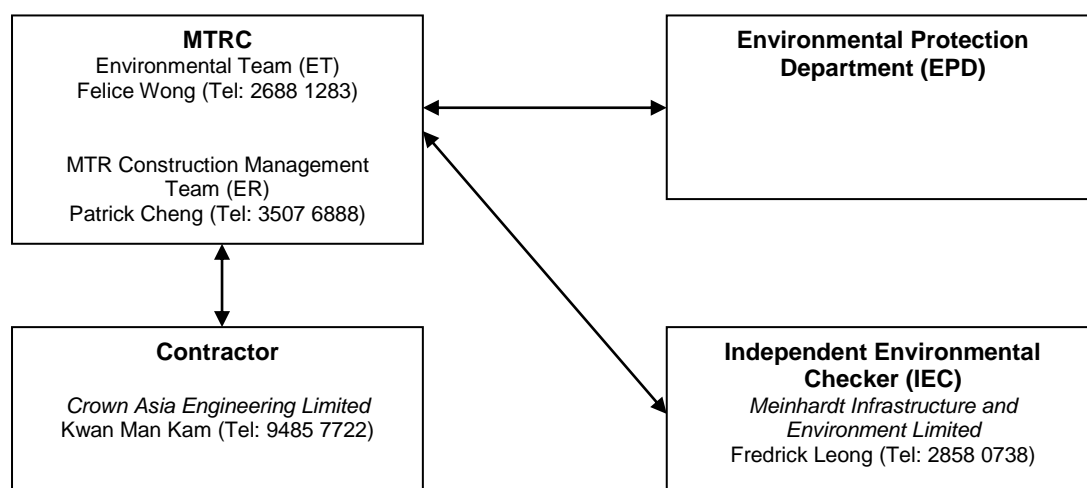 MTRC
Environmental Team (ET)
Felice Wong (Tel: 2688 1283)
MTR Construction Management
Team (ER)
Patrick Cheng (Tel: 3507 6888)
Environmental Protection
Department (EPD)
Contractor
Crown Asia Engineering Limited
Kwan Man Kam (Tel: 9485 7722)
Independent Environmental
Checker (IEC)
Meinhardt Infrastructure and
Environment Limited
Fredrick Leong (Tel: 2858 0738)